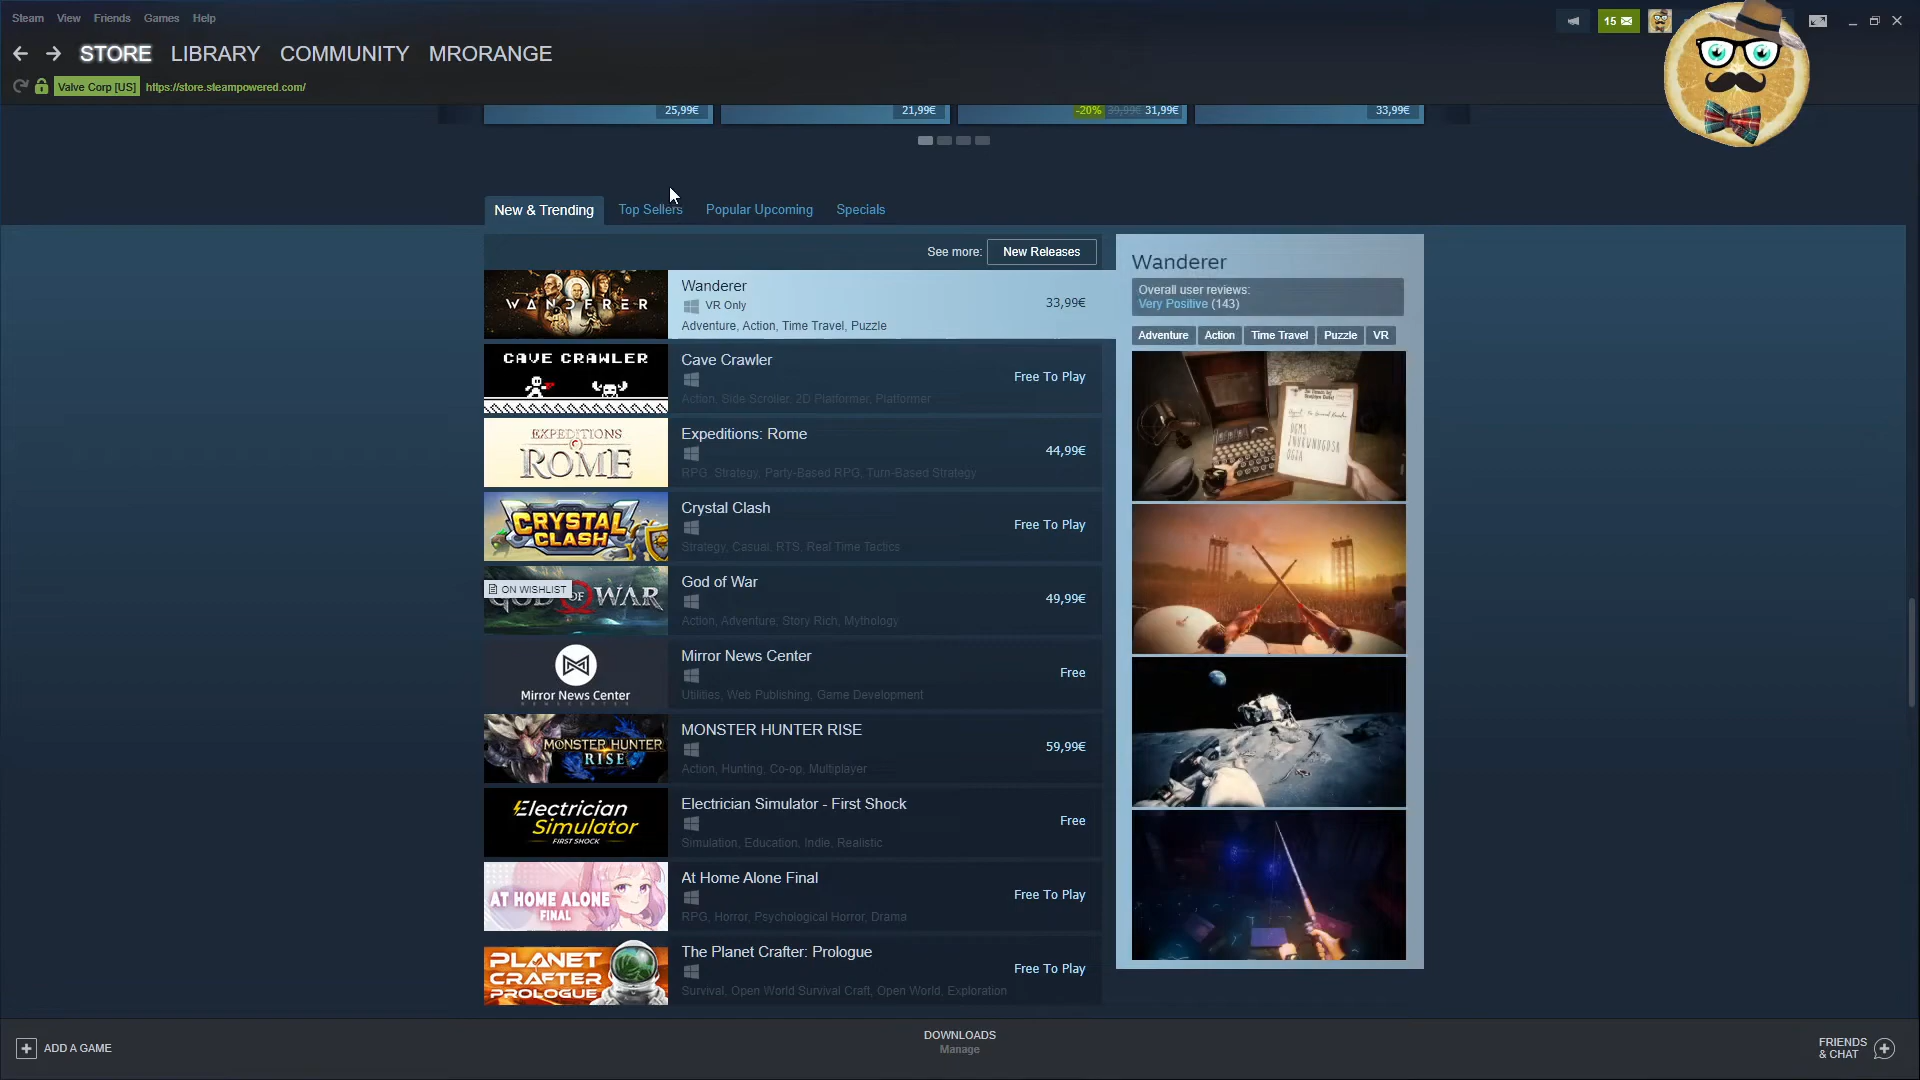 Steam View Friends Games Help
15
STORE LIBRARY COMMUNITY MRORANGE
Valve Corp [US] https://store.steampowered.com/
25,99€ 21,99€ -20% 39,99€ 31,99€ 33,99€
New & Trending Top Sellers Popular Upcoming Specials
See more: New Releases
WANDERER
Wanderer
VR Only
33,99€
Adventure, Action, Time Travel, Puzzle
CAVE CRAWLER
Cave Crawler
Free To Play
Action, Side Scroller, 2D Platformer, Platformer
EXPEDITIONS
ROME
Expeditions: Rome
44,99€
RPG, Strategy, Party-Based RPG, Turn-Based Strategy
CRYSTAL
CLASH
Crystal Clash
Free To Play
Strategy, Casual, RTS, Real Time Tactics
ON WISHLIST
GOD OF WAR
God of War
49,99€
Action, Adventure, Story Rich, Mythology
Mirror News Center
Mirror News Center
Free
Utilities, Web Publishing, Game Development
MONSTER HUNTER
RISE
MONSTER HUNTER RISE
59,99€
Action, Hunting, Co-op, Multiplayer
Electrician
Simulator
FIRST SHOCK
Electrician Simulator - First Shock
Free
Simulation, Education, Indie, Realistic
AT HOME ALONE
FINAL
At Home Alone Final
Free To Play
RPG, Horror, Psychological Horror, Drama
PLANET
CRAFTER
PROLOGUE
The Planet Crafter: Prologue
Free To Play
Survival, Open World Survival Craft, Open World, Exploration
Wanderer
Overall user reviews:
Very Positive (143)
Adventure Action Time Travel Puzzle VR
ADD A GAME
DOWNLOADS
Manage
FRIENDS
& CHAT